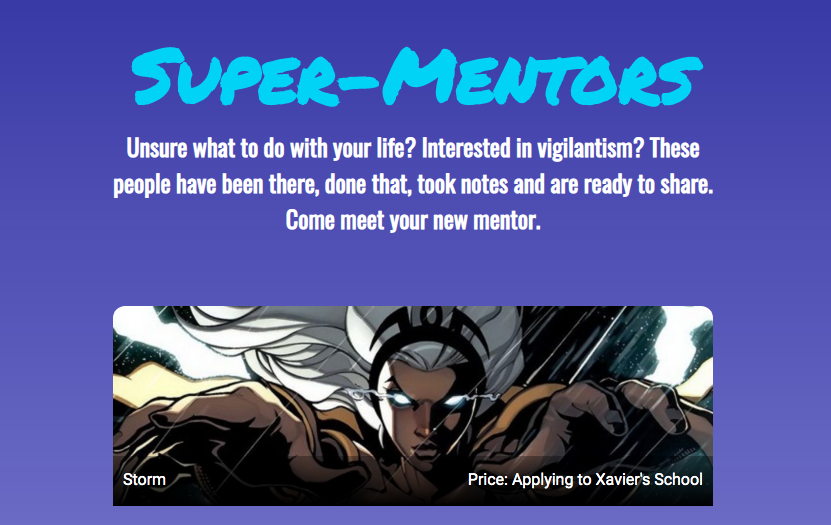 Super-Mentors
Unsure what to do with your life? Interested in vigilantism? These
people have been there, done that, took notes and are ready to share.
Come meet your new mentor.
Storm
Price: Applying to Xavier's School